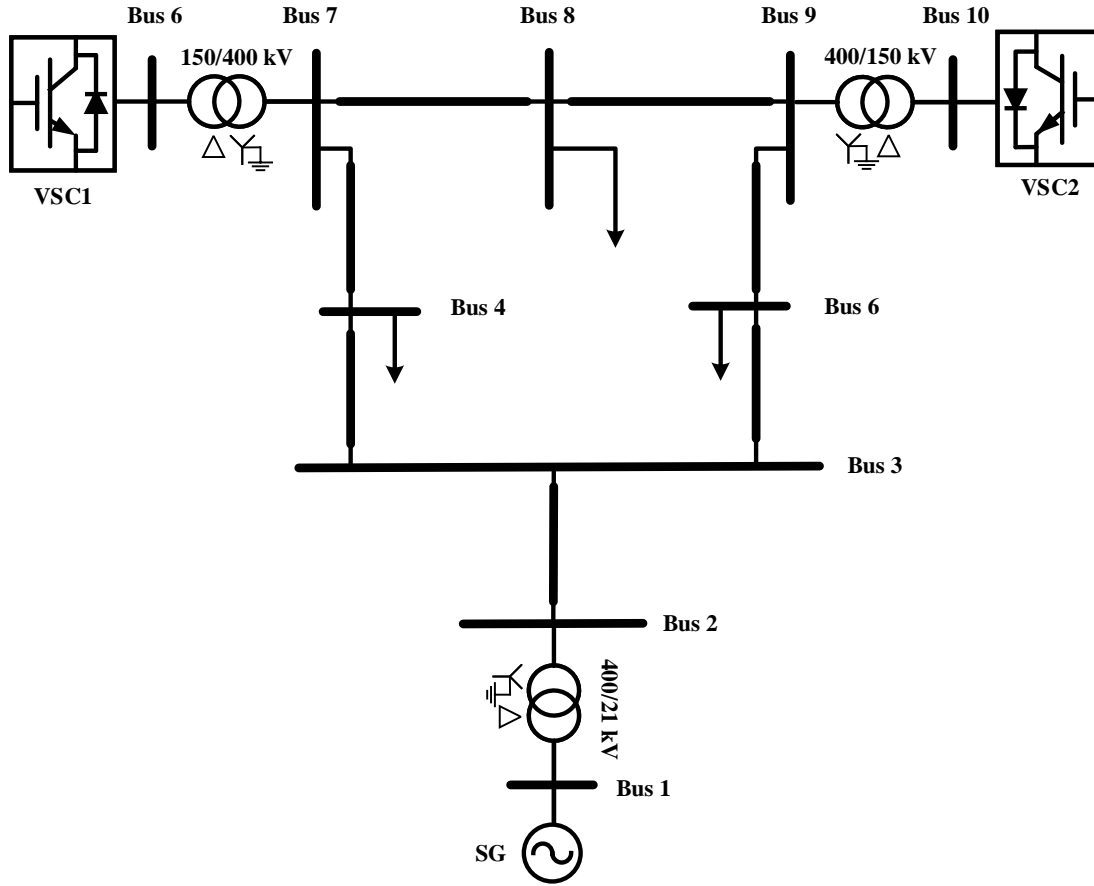 Bus 6
Bus 7
Bus 8
Bus 9
Bus 10
150/400 kV
400/150 kV
VSC1
VSC2
Bus 4
Bus 6
Bus 3
Bus 2
400/21 kV
Bus 1
SG